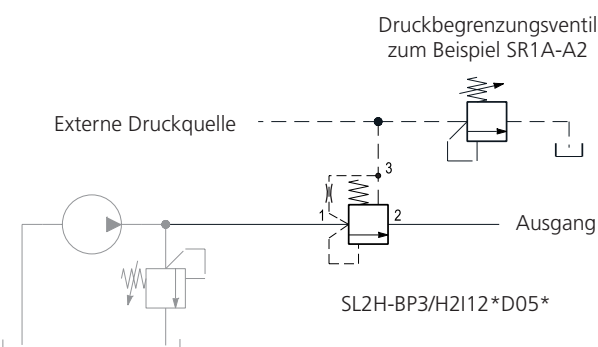 Druckbegrenzungsventil
zum Beispiel SR1A-A2
Externe Druckquelle
3
1
2
Ausgang
SL2H-BP3/H2I12*D05*